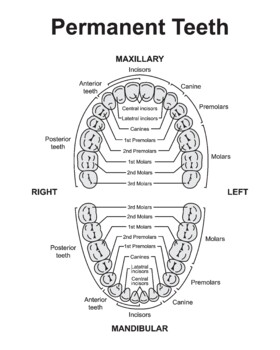 Permanent Teeth
MAXILLARY
Incisors
Anterior
teeth
Canine
Central incisors
Premolars
Lateral incisors
Canines
1st Premolars
Posterior
teeth
2nd Premolars
1st Molars
Molars
2nd Molars
3rd Molars
RIGHT
LEFT
3rd Molars
2nd Molars
1st Molars
2nd Premolars
Molars
1st Premolars
Posterior
teeth
Canines
Lateral
incisors
Central
incisors
Premolars
Anterior
teeth
Canine
Incisors
MANDIBULAR